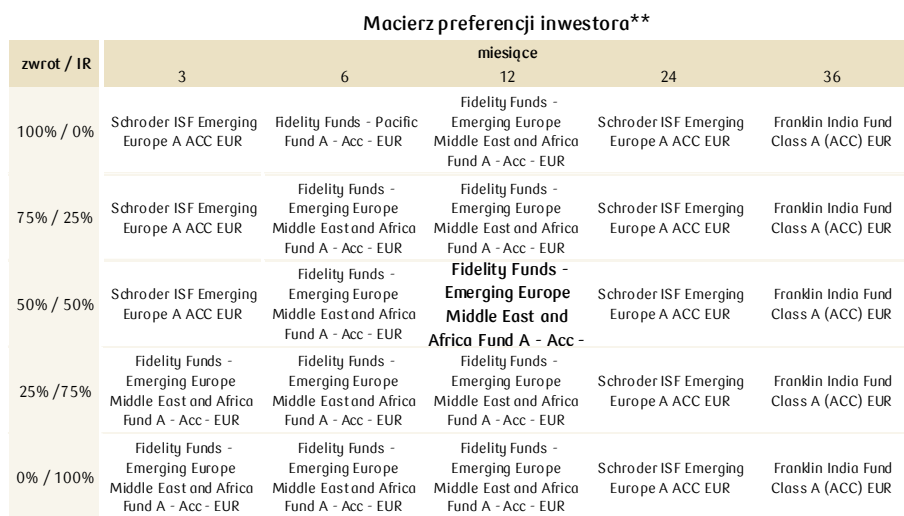 Macierz preferencji inwestora**
zwrot / IR
miesiące
3 6 12 24 36
100% / 0%
Schroder ISF Emerging
Europe A ACC EUR
Fidelity Funds - Pacific
Fund A - Acc - EUR
Fidelity Funds -
Emerging Europe
Middle East and Africa
Fund A - Acc - EUR
Schroder ISF Emerging
Europe A ACC EUR
Franklin India Fund
Class A (ACC) EUR
75% / 25%
Schroder ISF Emerging
Europe A ACC EUR
Fidelity Funds -
Emerging Europe
Middle East and Africa
Fund A - Acc - EUR
Fidelity Funds -
Emerging Europe
Middle East and Africa
Fund A - Acc - EUR
Schroder ISF Emerging
Europe A ACC EUR
Franklin India Fund
Class A (ACC) EUR
50% / 50%
Schroder ISF Emerging
Europe A ACC EUR
Fidelity Funds -
Emerging Europe
Middle East and Africa
Fund A - Acc - EUR
Fidelity Funds -
Emerging Europe
Middle East and
Africa Fund A - Acc -
Schroder ISF Emerging
Europe A ACC EUR
Franklin India Fund
Class A (ACC) EUR
25% /75%
Fidelity Funds -
Emerging Europe
Middle East and Africa
Fund A - Acc - EUR
Fidelity Funds -
Emerging Europe
Middle East and Africa
Fund A - Acc - EUR
Fidelity Funds -
Emerging Europe
Middle East and Africa
Fund A - Acc - EUR
Schroder ISF Emerging
Europe A ACC EUR
Franklin India Fund
Class A (ACC) EUR
0% / 100%
Fidelity Funds -
Emerging Europe
Middle East and Africa
Fund A - Acc - EUR
Fidelity Funds -
Emerging Europe
Middle East and Africa
Fund A - Acc - EUR
Fidelity Funds -
Emerging Europe
Middle East and Africa
Fund A - Acc - EUR
Schroder ISF Emerging
Europe A ACC EUR
Franklin India Fund
Class A (ACC) EUR